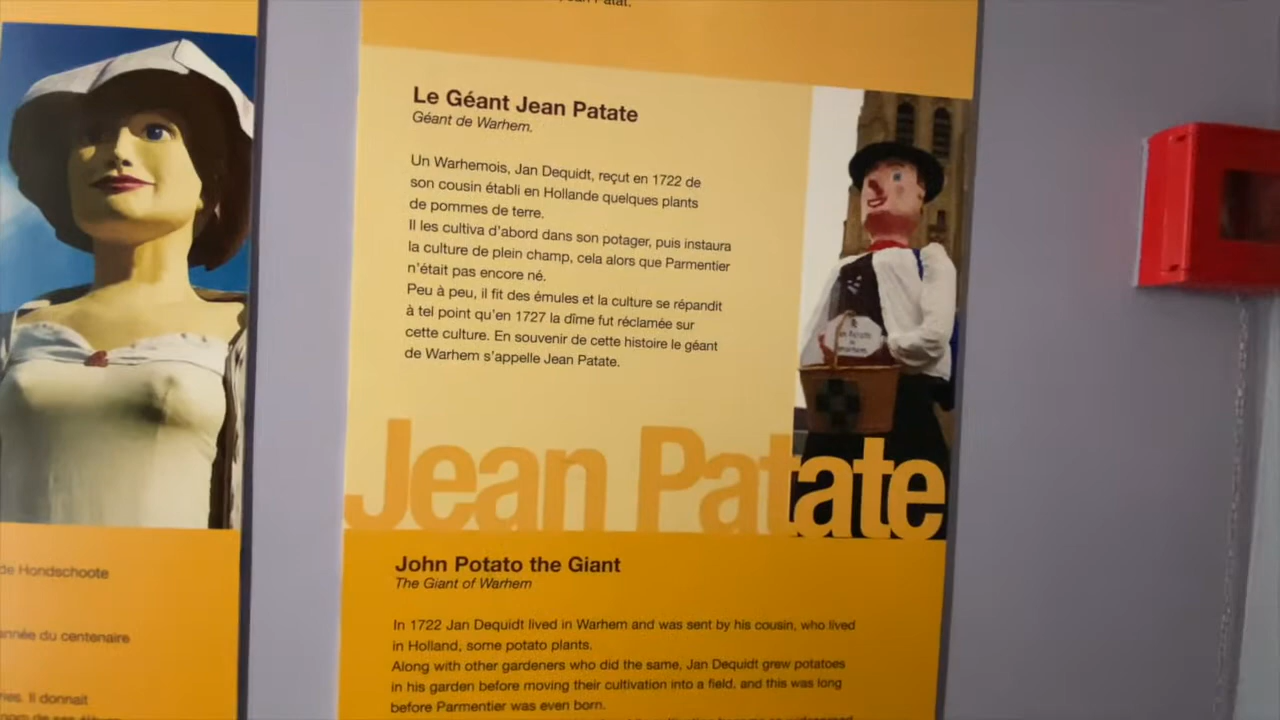 Le Géant Jean Patate
Géant de Warhem.
Un Warhemois, Jan Dequidt, reçut en 1722 de
son cousin établi en Hollande quelques plants
de pommes de terre.
Il les cultiva d'abord dans son potager, puis instaura
la culture de plein champ, cela alors que Parmentier
n'était pas encore né.
Peu à peu, il fit des émules et la culture se répandit
à tel point qu'en 1727 la dîme fut réclamée sur
cette culture. En souvenir de cette histoire le géant
de Warhem s'appelle Jean Patate.
Jean Patate
John Potato the Giant
The Giant of Warhem
In 1722 Jan Dequidt lived in Warhem and was sent by his cousin, who lived
in Holland, some potato plants.
Along with other gardeners who did the same, Jan Dequidt grew potatoes
in his garden before moving their cultivation into a field, and this was long
before Parmentier was even born.
de Hondschoote
année du centenaire
Il donnait